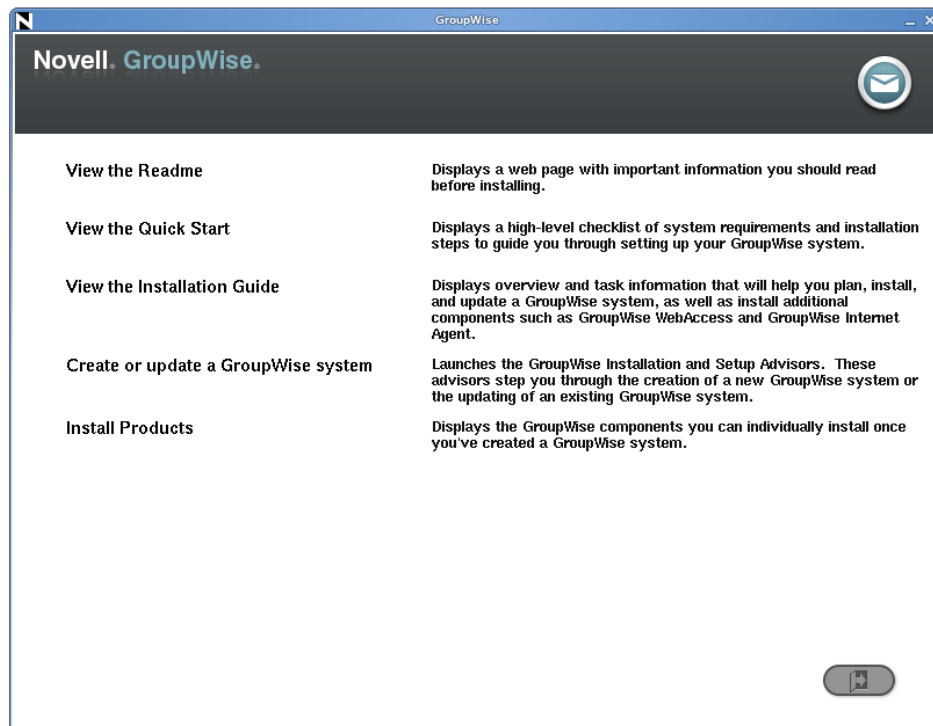 GroupWise
Novell. GroupWise.
View the Readme
Displays a web page with important information you should read
before installing.
View the Quick Start
Displays a high-level checklist of system requirements and installation
steps to guide you through setting up your GroupWise system.
View the Installation Guide
Displays overview and task information that will help you plan, install,
and update a GroupWise system, as well as install additional
components such as GroupWise WebAccess and GroupWise Internet
Agent.
Create or update a GroupWise system
Launches the GroupWise Installation and Setup Advisors.  These
advisors step you through the creation of a new GroupWise system or
the updating of an existing GroupWise system.
Install Products
Displays the GroupWise components you can individually install once
you've created a GroupWise system.